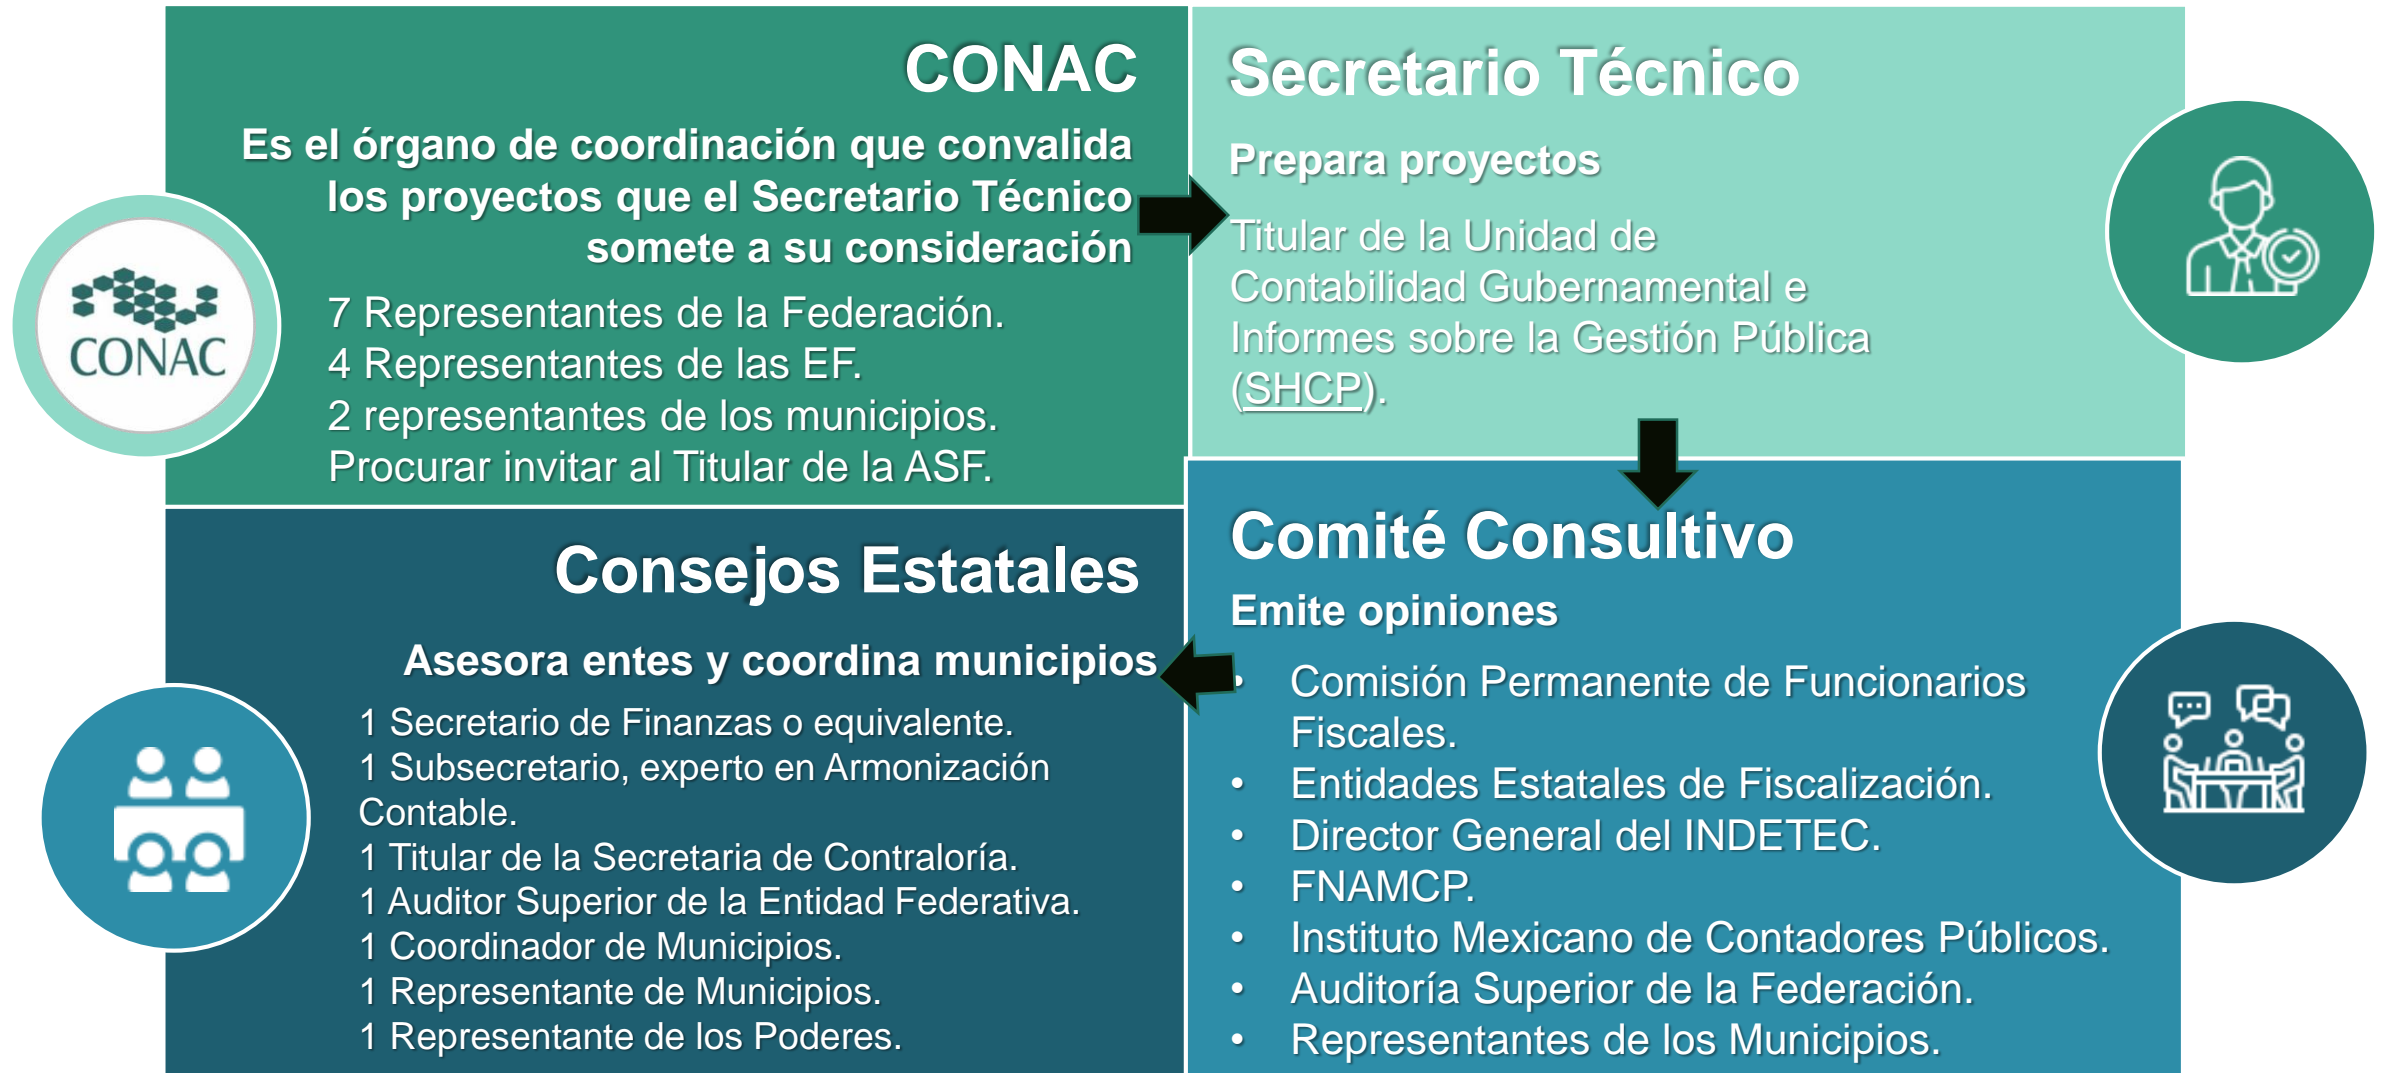 CONAC
Es el órgano de coordinación que convalida
los proyectos que el Secretario Técnico
somete a su consideración
7 Representantes de la Federación.
4 Representantes de las EF.
2 representantes de los municipios.
Procurar invitar al Titular de la ASF.
CONAC
Secretario Técnico
Prepara proyectos
Titular de la Unidad de
Contabilidad Gubernamental e
Informes sobre la Gestión Pública
(SHCP).
Comité Consultivo
Emite opiniones
• Comisión Permanente de Funcionarios
Fiscales.
• Entidades Estatales de Fiscalización.
• Director General del INDETEC.
• FNAMCP.
• Instituto Mexicano de Contadores Públicos.
• Auditoría Superior de la Federación.
• Representantes de los Municipios.
Consejos Estatales
Asesora entes y coordina municipios
1 Secretario de Finanzas o equivalente.
1 Subsecretario, experto en Armonización
Contable.
1 Titular de la Secretaria de Contraloría.
1 Auditor Superior de la Entidad Federativa.
1 Coordinador de Municipios.
1 Representante de Municipios.
1 Representante de los Poderes.